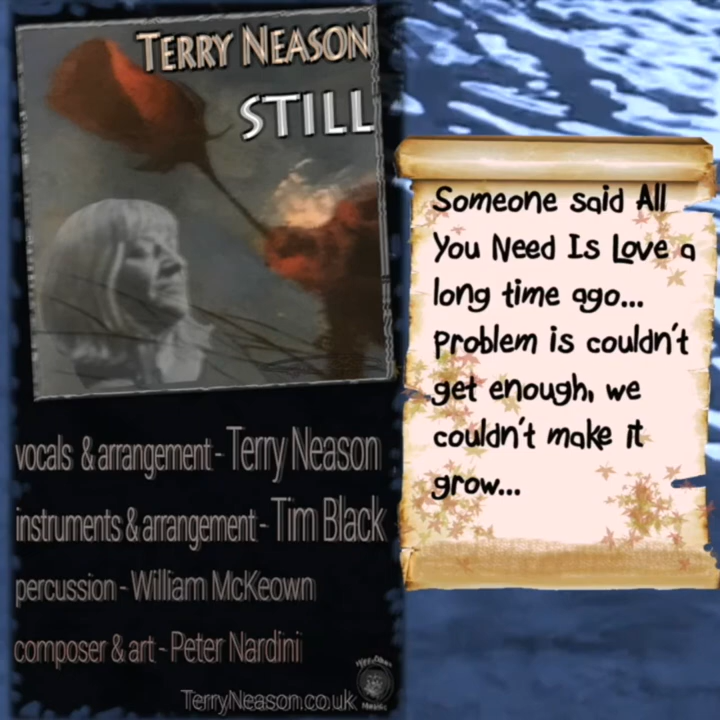 TERRY NEASON
STILL
vocals & arrangement - Terry Neason
instruments & arrangement - Tim Black
percussion - William McKeown
composer & art - Peter Nardini
TerryNeason.co.uk
Someone said All
You Need Is Love a
long time ago...
Problem is couldn't
get enough, we
couldn't make it
grow...